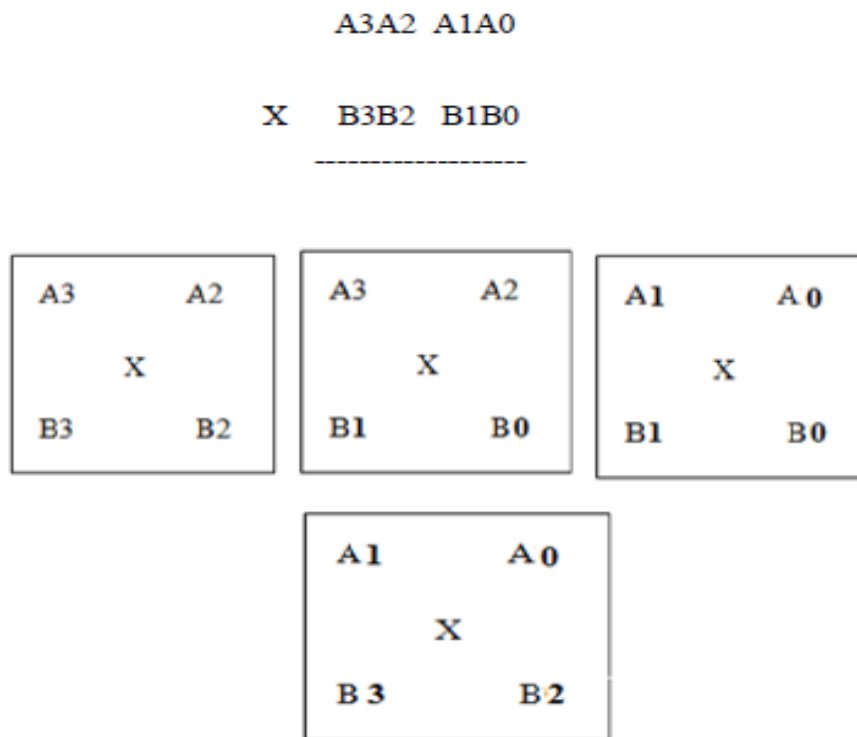 A3A2 A1A0
X B3B2 B1B0
-------------------
A3 A2 A3 A2 A1 A0
X X X
B3 B2 B1 B0 B1 B0
A1 A0
X
B3 B2